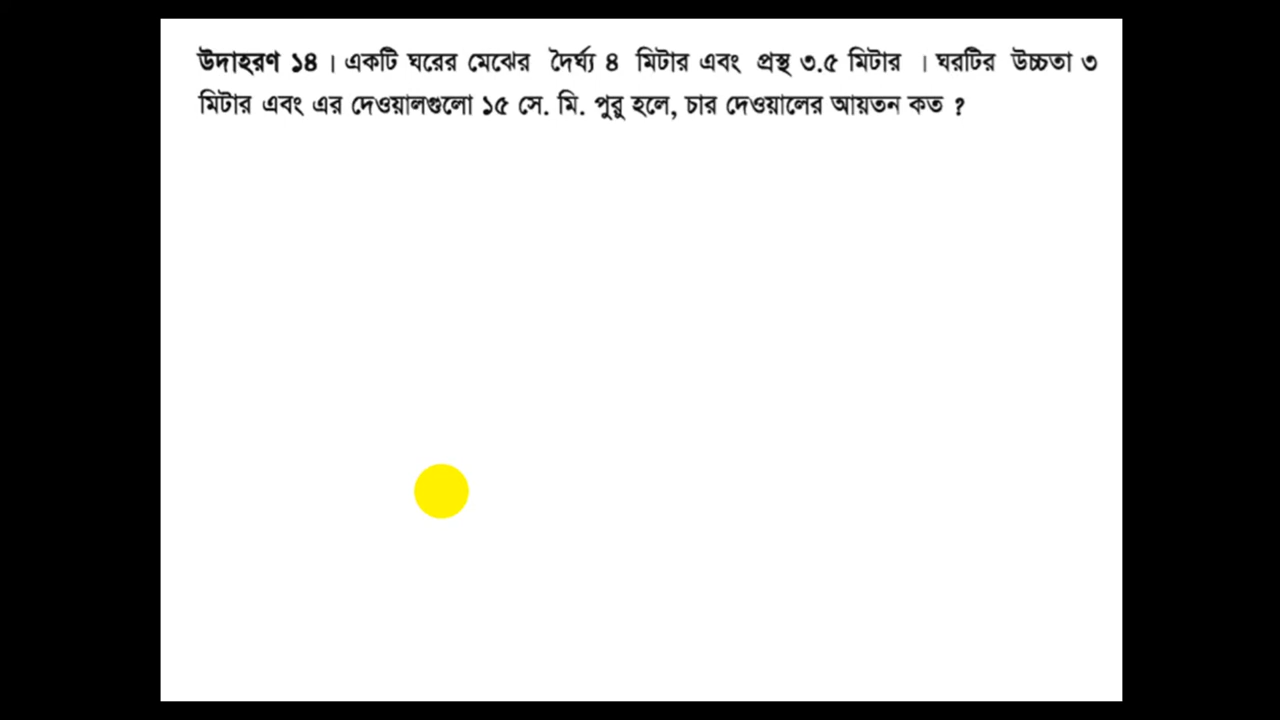 উদাহরণ ১৪ । একটি ঘরের মেঝের দৈর্ঘ্য ৪ মিটার এবং প্রস্থ ৩.৫ মিটার । ঘরটির উচ্চতা ৩
মিটার এবং এর দেওয়ালগুলো ১৫ সে. মি. পুরু হলে, চার দেওয়ালের আয়তন কত ?